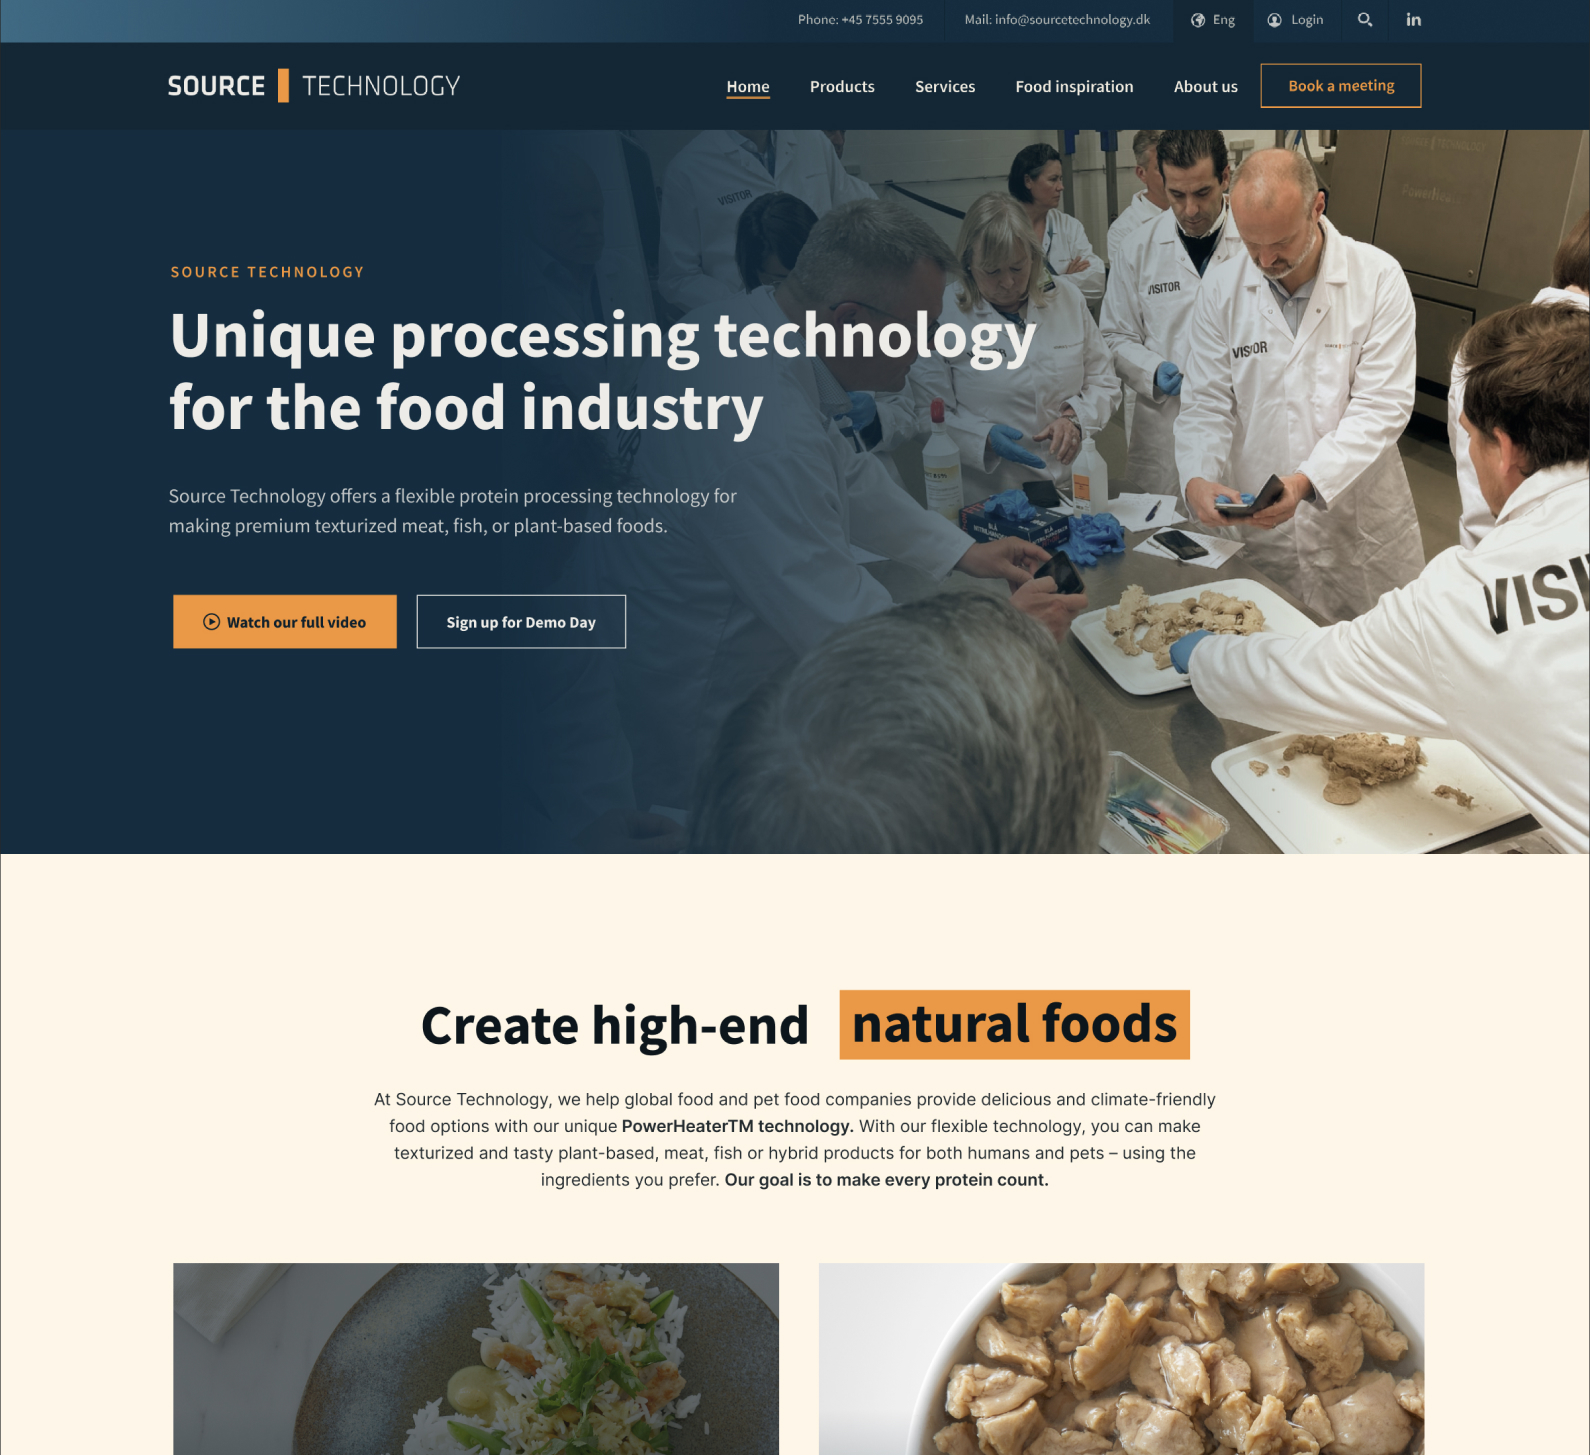 Phone: +45 7555 9095
Mail: info@sourcetechnology.dk
Eng
Login
in
SOURCE TECHNOLOGY
Home
Products
Services
Food inspiration
About us
Book a meeting
VISITOR
VISITOR
VISITOR
PowerHeater
SOURCE TECHNOLOGY
Unique processing technology
for the food industry
Source Technology offers a flexible protein processing technology for
making premium texturized meat, fish, or plant-based foods.
Watch our full video
Sign up for Demo Day
VISI
Create high-end natural foods
At Source Technology, we help global food and pet food companies provide delicious and climate-friendly
food options with our unique PowerHeaterTM technology. With our flexible technology, you can make
texturized and tasty plant-based, meat, fish or hybrid products for both humans and pets – using the
ingredients you prefer. Our goal is to make every protein count.